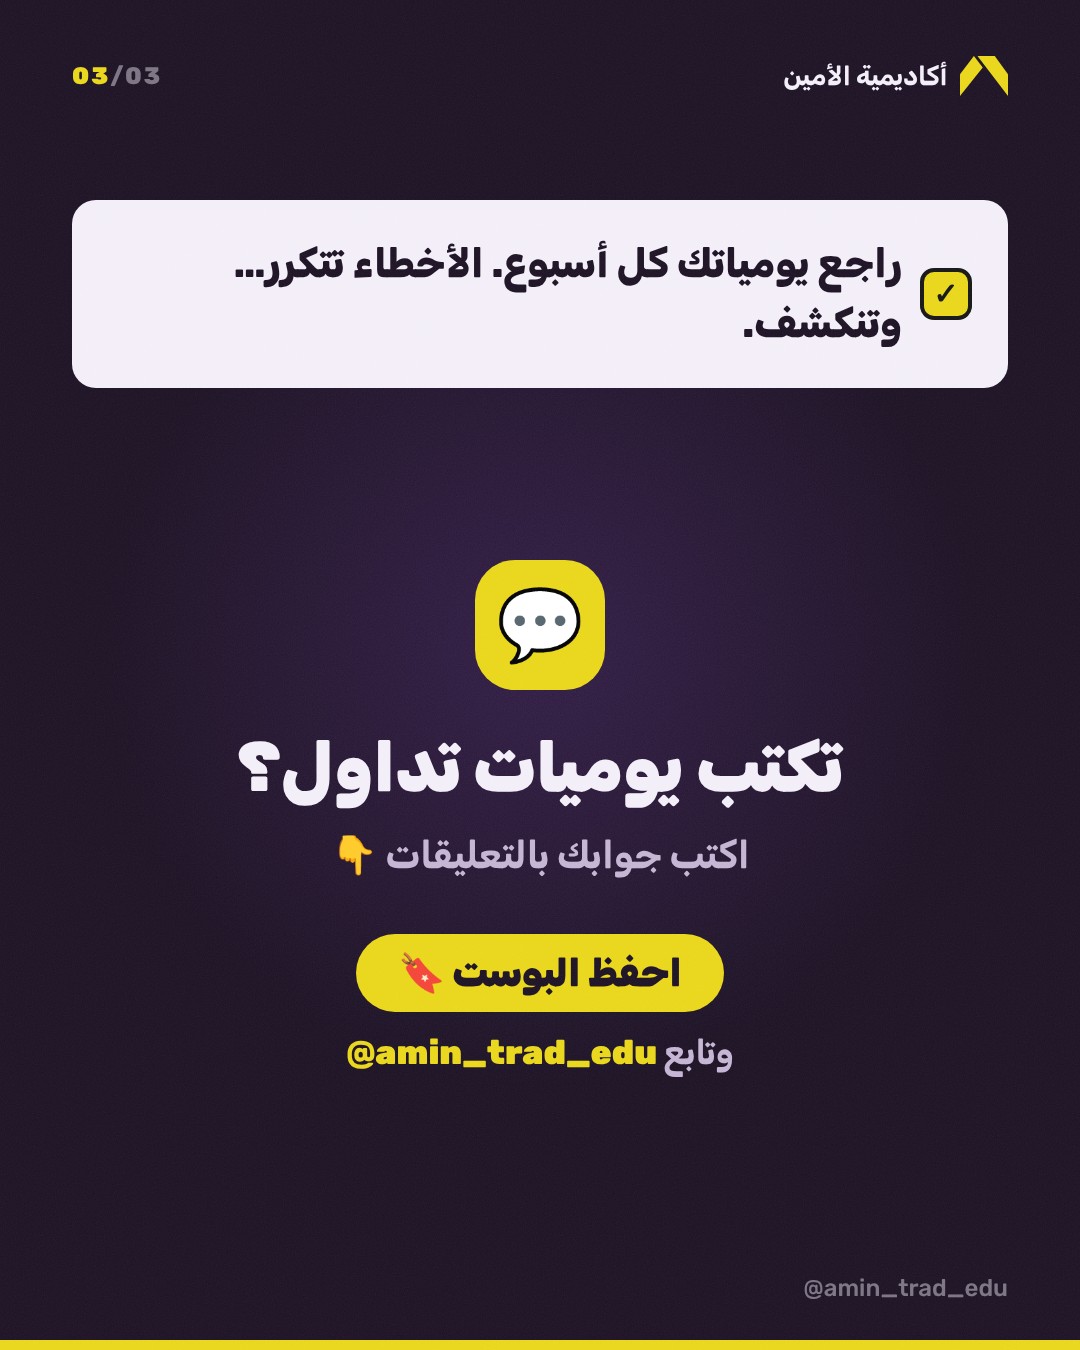 أكاديمية الأمين
03/03
راجع يومياتك كل أسبوع. الأخطاء تتكرر...
وتنكشف.
تكتب يوميات تداول؟
اكتب جوابك بالتعليقات 👇
احفظ البوست 🔖
وتابع @amin_trad_edu
@amin_trad_edu